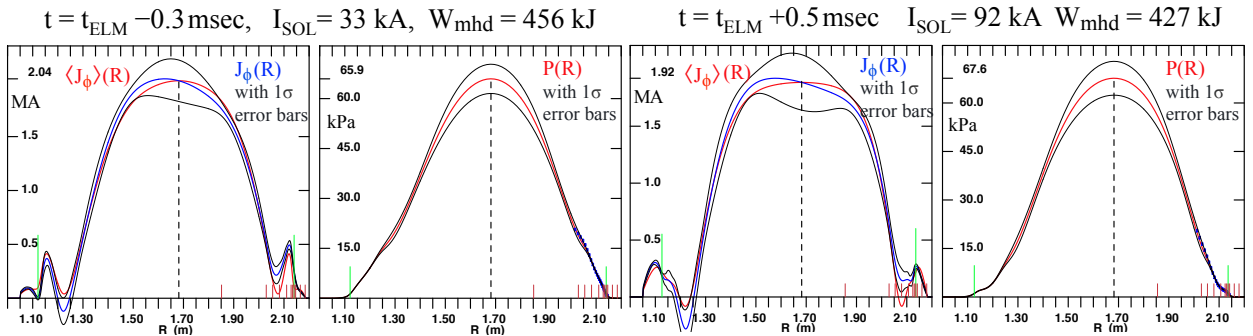 t = t_ELM −0.3 msec, I_SOL = 33 kA, W_mhd = 456 kJ
t = t_ELM +0.5 msec I_SOL = 92 kA W_mhd = 427 kJ
2.04
MA
1.5
1.0
0.5
⟨J_ϕ⟩(R)
J_ϕ(R)
with 1σ
error bars
1.10 1.30 1.50 1.70 1.90 2.10
R (m)
65.9
60.0
kPa
45.0
30.0
15.0
P(R)
with 1σ
error bars
1.10 1.30 1.50 1.70 1.90 2.10
R (m)
1.92
MA
1.5
1.0
0.5
⟨J_ϕ⟩(R)
J_ϕ(R)
with 1σ
error bars
1.10 1.30 1.50 1.70 1.90 2.10
R (m)
67.6
60.0
kPa
45.0
30.0
15.0
P(R)
with 1σ
error bars
1.10 1.30 1.50 1.70 1.90 2.10
R (m)